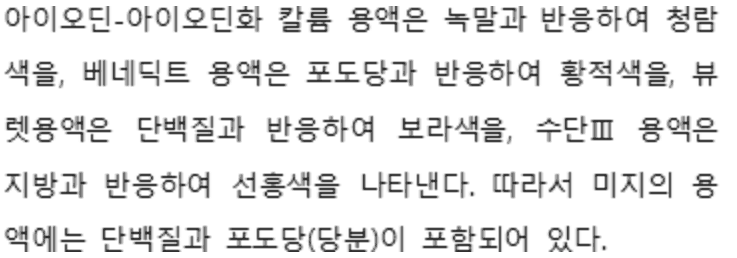 아이오딘-아이오딘화 칼륨 용액은 녹말과 반응하여 청람
색을, 베네딕트 용액은 포도당과 반응하여 황적색을, 뷰
렛용액은 단백질과 반응하여 보라색을, 수단Ⅲ 용액은
지방과 반응하여 선홍색을 나타낸다. 따라서 미지의 용
액에는 단백질과 포도당(당분)이 포함되어 있다.